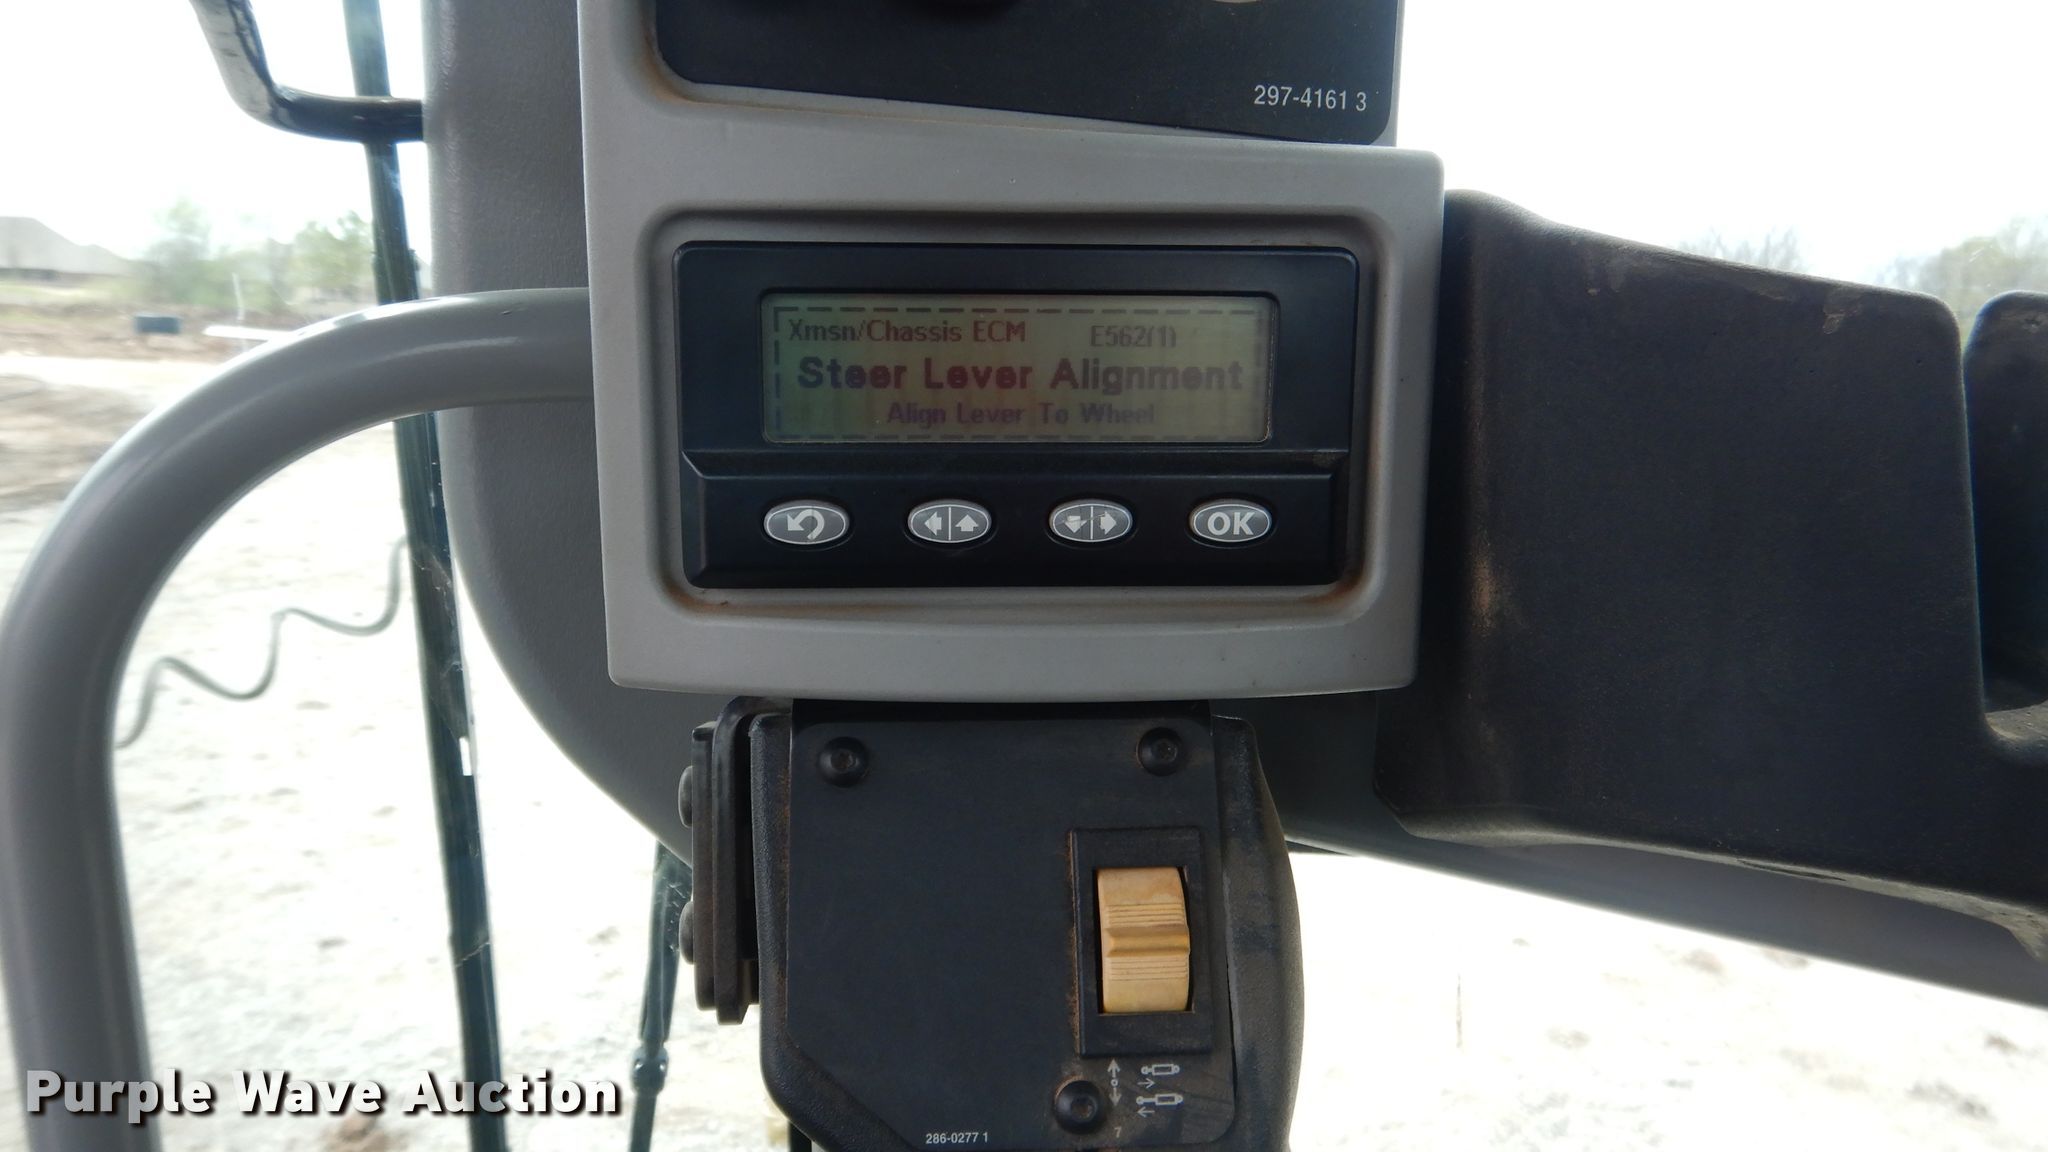 297-4161 3
Xmsn/Chassis ECM E562(1)
Steer Lever Alignment
Align Lever To Wheel
OK
7
286-0277 1
Purple Wave Auction